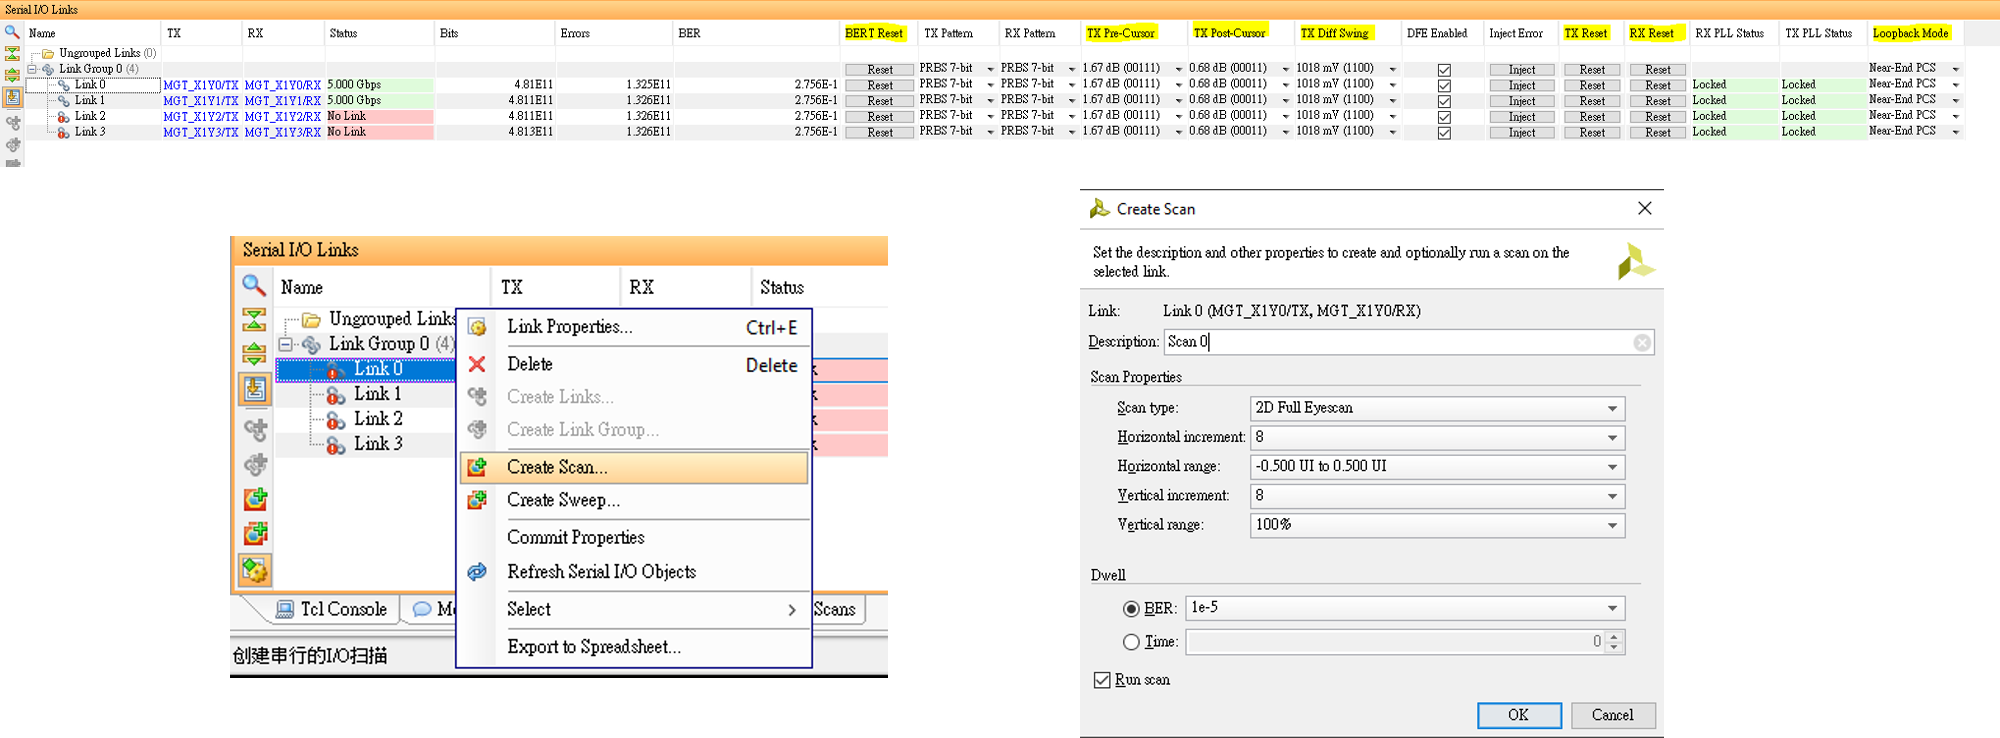 Serial I/O Links
Name TX RX Status Bits Errors BER BERT Reset TX Pattern RX Pattern TX Pre-Cursor TX Post-Cursor TX Diff Swing DFE Enabled Inject Error TX Reset RX Reset RX PLL Status TX PLL Status Loopback Mode
Ungrouped Links (0)
Link Group 0 (4) Reset PRBS 7-bit PRBS 7-bit 1.67 dB (00111) 0.68 dB (00011) 1018 mV (1100) Inject Reset Reset Near-End PCS
Link 0 MGT_X1Y0/TX MGT_X1Y0/RX 5.000 Gbps 4.81E11 1.325E11 2.756E-1 Reset PRBS 7-bit PRBS 7-bit 1.67 dB (00111) 0.68 dB (00011) 1018 mV (1100) Inject Reset Reset Locked Locked Near-End PCS
Link 1 MGT_X1Y1/TX MGT_X1Y1/RX 5.000 Gbps 4.811E11 1.326E11 2.756E-1 Reset PRBS 7-bit PRBS 7-bit 1.67 dB (00111) 0.68 dB (00011) 1018 mV (1100) Inject Reset Reset Locked Locked Near-End PCS
Link 2 MGT_X1Y2/TX MGT_X1Y2/RX No Link 4.811E11 1.326E11 2.756E-1 Reset PRBS 7-bit PRBS 7-bit 1.67 dB (00111) 0.68 dB (00011) 1018 mV (1100) Inject Reset Reset Locked Locked Near-End PCS
Link 3 MGT_X1Y3/TX MGT_X1Y3/RX No Link 4.813E11 1.326E11 2.756E-1 Reset PRBS 7-bit PRBS 7-bit 1.67 dB (00111) 0.68 dB (00011) 1018 mV (1100) Inject Reset Reset Locked Locked Near-End PCS
Serial I/O Links
Name TX RX Status
Ungrouped Links
Link Group 0 (4)
Link 0
Link 1
Link 2
Link 3
Link Properties... Ctrl+E
Delete Delete
Create Links...
Create Link Group...
Create Scan...
Create Sweep...
Commit Properties
Refresh Serial I/O Objects
Select
Export to Spreadsheet...
Tcl Console Me Scans
创建串行的I/O扫描
Create Scan
Set the description and other properties to create and optionally run a scan on the
selected link.
Link: Link 0 (MGT_X1Y0/TX, MGT_X1Y0/RX)
Description: Scan 0
Scan Properties
Scan type: 2D Full Eyescan
Horizontal increment: 8
Horizontal range: -0.500 UI to 0.500 UI
Vertical increment: 8
Vertical range: 100%
Dwell
BER: 1e-5
Time: 0
Run scan
OK Cancel